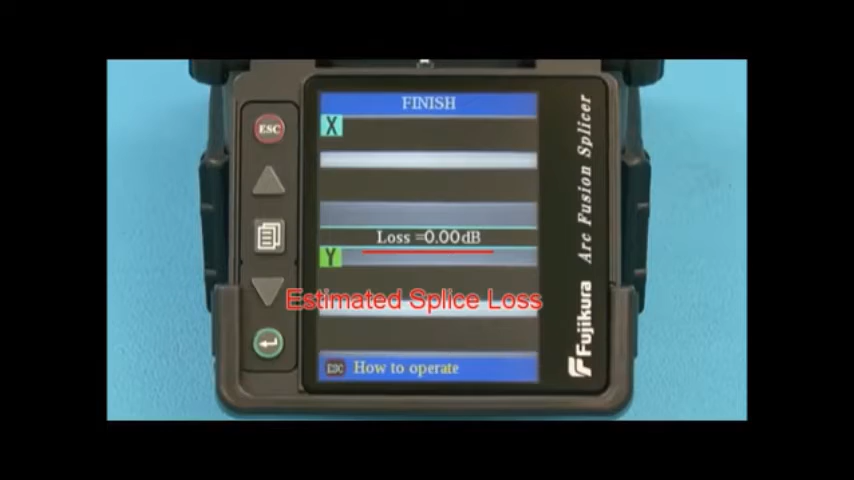 FINISH
ESC
X
Loss =0.00dB
Y
Estimated Splice Loss
ESC How to operate
Arc Fusion Splicer
Fujikura